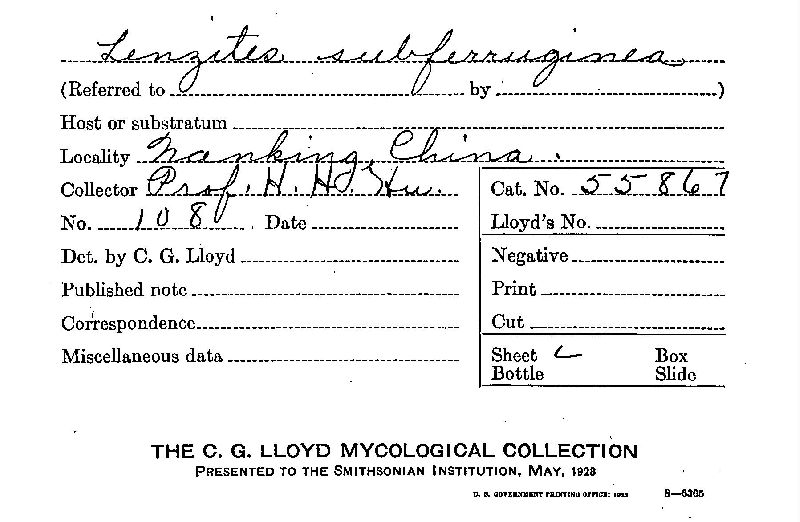 Lenzites subferruginea
(Referred to by )
Host or substratum
Locality Nanking, China.
Collector Prof. H. H. Hu.
Cat. No. 55867
No. 108 Date
Lloyd's No.
Det. by C. G. Lloyd
Negative
Published note
Print
Correspondence
Cut
Miscellaneous data
Sheet Box
Bottle Slide
THE C. G. LLOYD MYCOLOGICAL COLLECTION
PRESENTED TO THE SMITHSONIAN INSTITUTION, MAY, 1928
U. S. GOVERNMENT PRINTING OFFICE: 8—6365